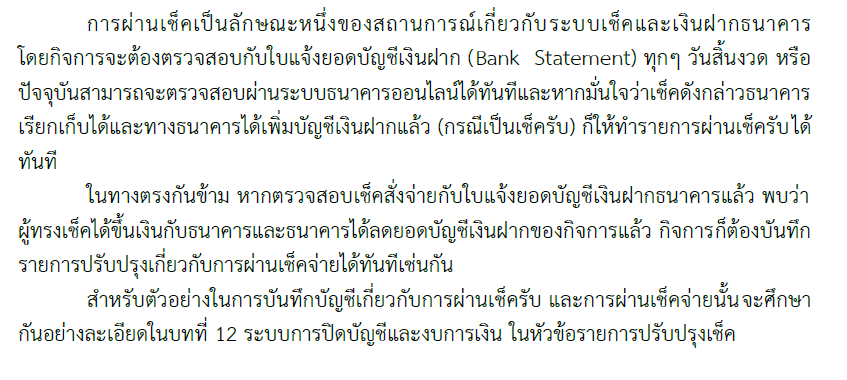 การผ่านเช็คเป็นลักษณะหนึ่งของสถานการณ์เกี่ยวกับระบบเช็คและเงินฝากธนาคาร
โดยกิจการจะต้องตรวจสอบกับใบแจ้งยอดบัญชีเงินฝาก (Bank Statement) ทุกๆ วันสิ้นงวด หรือ
ปัจจุบันสามารถจะตรวจสอบผ่านระบบธนาคารออนไลน์ได้ทันทีและหากมั่นใจว่าเช็คดังกล่าวธนาคาร
เรียกเก็บได้และทางธนาคารได้เพิ่มบัญชีเงินฝากแล้ว (กรณีเป็นเช็ครับ) ก็ให้ทำรายการผ่านเช็ครับได้
ทันที
ในทางตรงกันข้าม หากตรวจสอบเช็คสั่งจ่ายกับใบแจ้งยอดบัญชีเงินฝากธนาคารแล้ว พบว่า
ผู้ทรงเช็คได้ขึ้นเงินกับธนาคารและธนาคารได้ลดยอดบัญชีเงินฝากของกิจการแล้ว กิจการก็ต้องบันทึก
รายการปรับปรุงเกี่ยวกับการผ่านเช็คจ่ายได้ทันทีเช่นกัน
สำหรับตัวอย่างในการบันทึกบัญชีเกี่ยวกับการผ่านเช็ครับ และการผ่านเช็คจ่ายนั้น จะศึกษา
กันอย่างละเอียดในบทที่ 12 ระบบการปิดบัญชีและงบการเงิน ในหัวข้อรายการปรับปรุงเช็ค